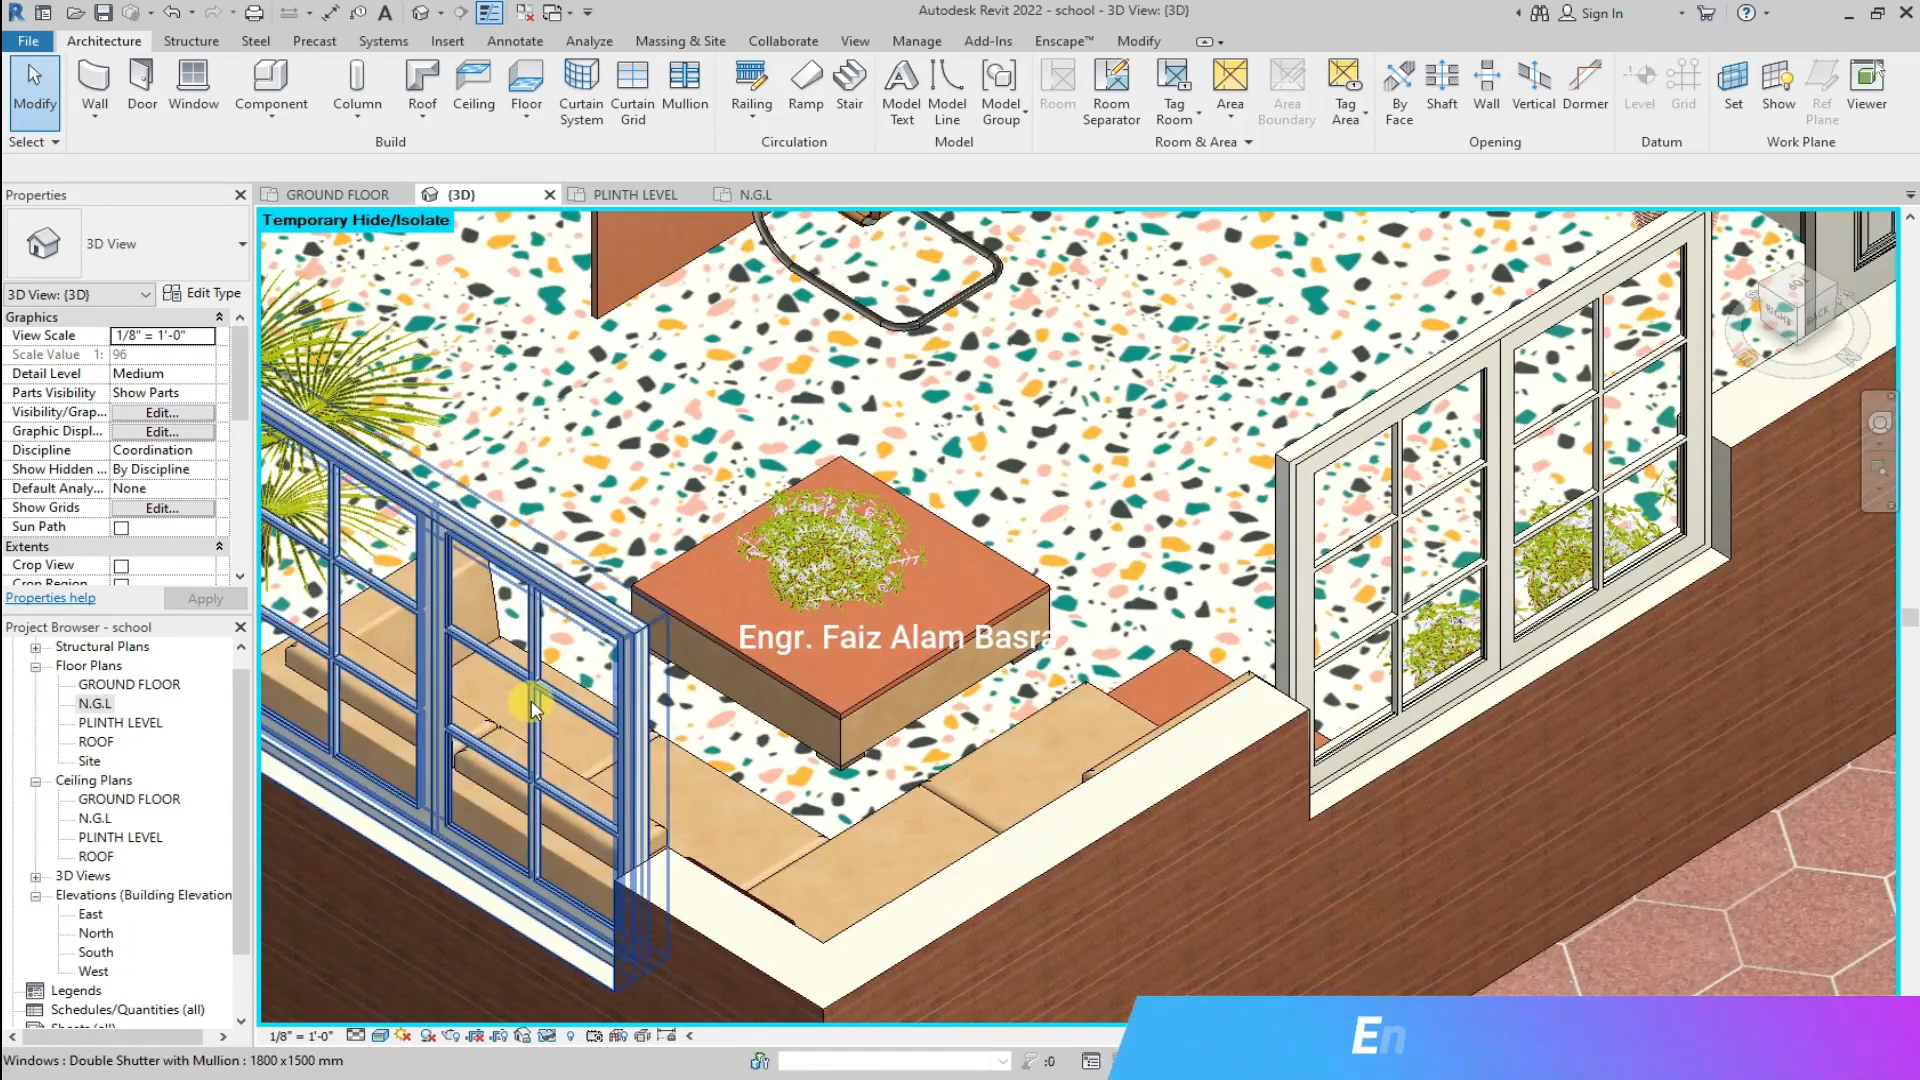 Autodesk Revit 2022 - school - 3D View: {3D}
Sign In
File
Architecture
Structure
Steel
Precast
Systems
Insert
Annotate
Analyze
Massing & Site
Collaborate
View
Manage
Add-Ins
Enscape™
Modify
Modify
Wall
Door
Window
Component
Column
Roof
Ceiling
Floor
Curtain System
Curtain Grid
Mullion
Railing
Ramp
Stair
Model Text
Model Line
Model Group
Room
Room Separator
Tag Room
Area
Area Boundary
Tag Area
By Face
Shaft
Wall
Vertical
Dormer
Level
Grid
Set
Show
Ref Plane
Viewer
Select
Build
Circulation
Model
Room & Area
Opening
Datum
Work Plane
Properties
GROUND FLOOR
{3D}
PLINTH LEVEL
N.G.L
Temporary Hide/Isolate
3D View
3D View: {3D}
Edit Type
Graphics
View Scale
1/8" = 1'-0"
Scale Value 1:
96
Detail Level
Medium
Parts Visibility
Show Parts
Visibility/Grap...
Edit...
Graphic Displ...
Edit...
Discipline
Coordination
Show Hidden ...
By Discipline
Default Analy...
None
Show Grids
Edit...
Sun Path
Extents
Crop View
Crop Region
Properties help
Apply
Project Browser - school
Structural Plans
Floor Plans
GROUND FLOOR
N.G.L
PLINTH LEVEL
ROOF
Site
Ceiling Plans
GROUND FLOOR
N.G.L
PLINTH LEVEL
ROOF
3D Views
Elevations (Building Elevation
East
North
South
West
Legends
Schedules/Quantities (all)
Sheets (all)
TOP
RIGHT
BACK
Engr. Faiz Alam Basra
En
1/8" = 1'-0"
Windows : Double Shutter with Mullion : 1800 x1500 mm
:0